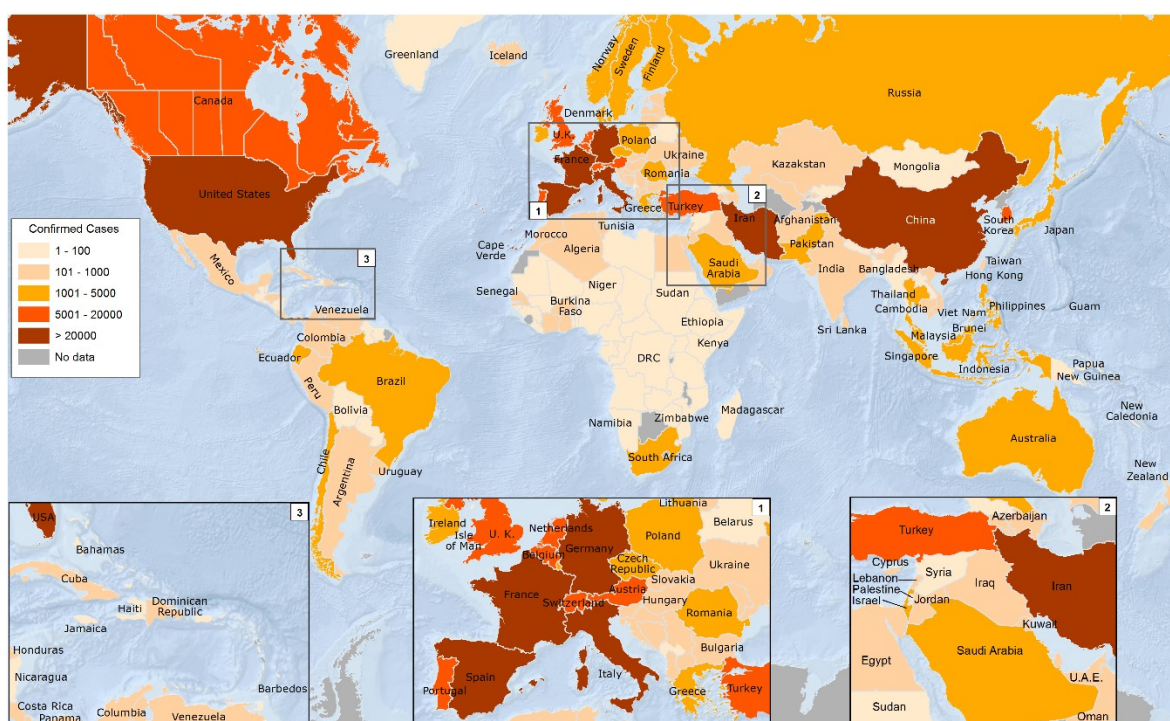 Greenland
Iceland
Norway
Sweden
Finland
Russia
Canada
Denmark
U.K.
Poland
France
Ukraine
Romania
Kazakstan
Mongolia
United States
1
2
Greece
Turkey
Iran
Afghanistan
China
South
Korea
Japan
Confirmed Cases
1 - 100
101 - 1000
1001 - 5000
5001 - 20000
> 20000
No data
Mexico
3
Cape
Verde
Morocco
Tunisia
Algeria
Saudi
Arabia
Pakistan
India
Bangladesh
Taiwan
Hong Kong
Venezuela
Senegal
Niger
Sudan
Burkina
Faso
Ethiopia
Thailand
Cambodia
Viet Nam
Philippines
Guam
Colombia
Ecuador
Kenya
Sri Lanka
Malaysia
Brunei
Singapore
Indonesia
Papua
New Guinea
DRC
Brazil
Peru
Bolivia
Namibia
Zimbabwe
Madagascar
New
Caledonia
Australia
South Africa
Chile
Argentina
Uruguay
New
Zealand
3
USA
Bahamas
Cuba
Haiti
Dominican
Republic
Jamaica
Honduras
Nicaragua
Barbedos
Costa Rica
Panama
Columbia
Venezuela
1
Lithuania
Ireland
Isle
of Man
U. K.
Netherlands
Belarus
Poland
Belgium
Germany
Czech
Republic
Ukraine
Slovakia
France
Austria
Switzerland
Hungary
Romania
Bulgaria
Portugal
Spain
Italy
Greece
Turkey
2
Azerbaijan
Turkey
Cyprus
Syria
Lebanon
Palestine
Israel
Jordan
Iraq
Iran
Kuwait
Saudi Arabia
Egypt
U.A.E.
Sudan
Oman